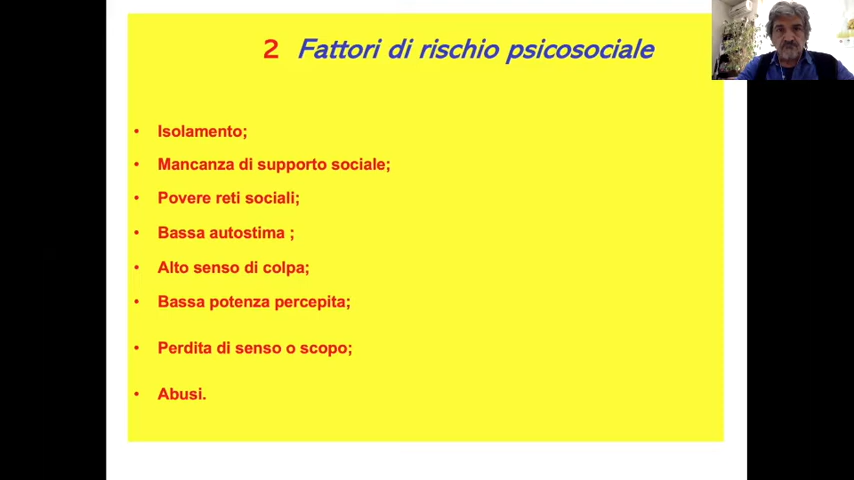 2 Fattori di rischio psicosociale
• Isolamento;
• Mancanza di supporto sociale;
• Povere reti sociali;
• Bassa autostima ;
• Alto senso di colpa;
• Bassa potenza percepita;
• Perdita di senso o scopo;
• Abusi.